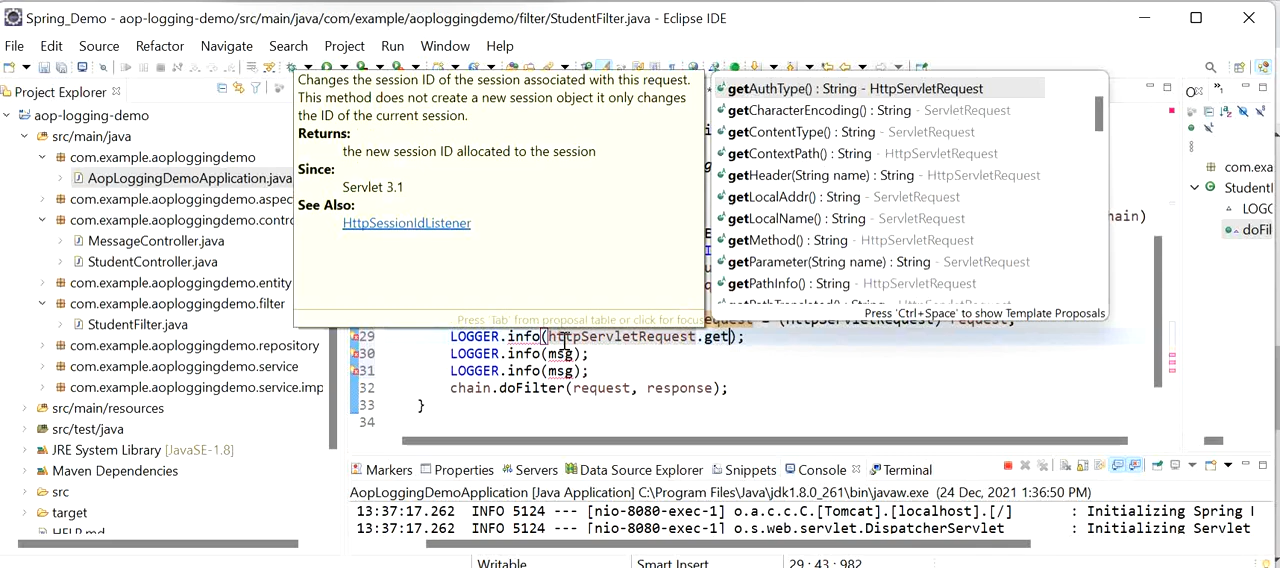 Spring_Demo - aop-logging-demo/src/main/java/com/example/aoploggingdemo/filter/StudentFilter.java - Eclipse IDE
File Edit Source Refactor Navigate Search Project Run Window Help
Project Explorer
aop-logging-demo
src/main/java
com.example.aoploggingdemo
AopLoggingDemoApplication.java
com.example.aoploggingdemo.aspec
com.example.aoploggingdemo.contro
MessageController.java
StudentController.java
com.example.aoploggingdemo.entity
com.example.aoploggingdemo.filter
StudentFilter.java
com.example.aoploggingdemo.repository
com.example.aoploggingdemo.service
com.example.aoploggingdemo.service.imp
src/main/resources
src/test/java
JRE System Library [JavaSE-1.8]
Maven Dependencies
src
target
HELP.md
Changes the session ID of the session associated with this request.
This method does not create a new session object it only changes
the ID of the current session.
Returns:
the new session ID allocated to the session
Since:
Servlet 3.1
See Also:
HttpSessionIdListener
Press 'Tab' from proposal table or click for focus
getAuthType() : String - HttpServletRequest
getCharacterEncoding() : String - ServletRequest
getContentType() : String - ServletRequest
getContextPath() : String - HttpServletRequest
getHeader(String name) : String - HttpServletRequest
getLocalAddr() : String - ServletRequest
getLocalName() : String - ServletRequest
getMethod() : String - HttpServletRequest
getParameter(String name) : String - ServletRequest
getPathInfo() : String - HttpServletRequest
getPathTranslated() : String - HttpServletRequest
Press 'Ctrl+Space' to show Template Proposals
hain)
equest = (HttpServletRequest) request;
29 LOGGER.info(httpServletRequest.get);
30 LOGGER.info(msg);
31 LOGGER.info(msg);
32 chain.doFilter(request, response);
33 }
34
com.exa
Student
LOGG
doFil
Markers Properties Servers Data Source Explorer Snippets Console Terminal
AopLoggingDemoApplication [Java Application] C:\Program Files\Java\jdk1.8.0_261\bin\javaw.exe (24 Dec, 2021 1:36:50 PM)
13:37:17.262 INFO 5124 --- [nio-8080-exec-1] o.a.c.c.C.[Tomcat].[localhost].[/] : Initializing Spring
13:37:17.262 INFO 5124 --- [nio-8080-exec-1] o.s.web.servlet.DispatcherServlet : Initializing Servlet
Writable Smart Insert 29 : 43 : 982